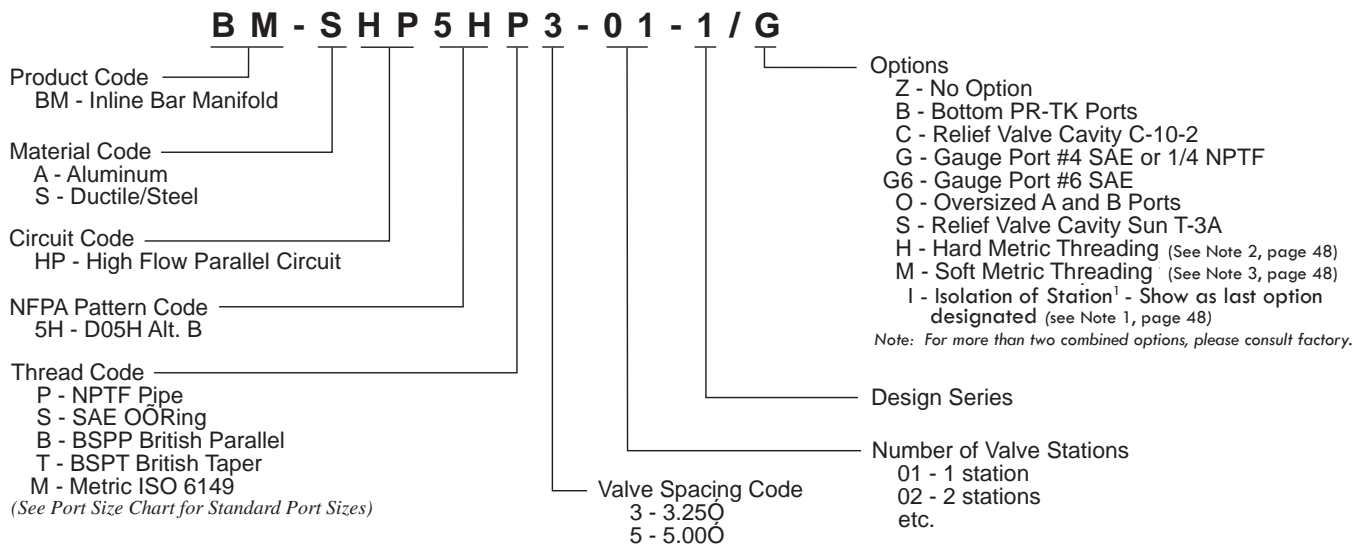 BM-SHP5HP3-01-1/G
Product Code
BM - Inline Bar Manifold
Material Code
A - Aluminum
S - Ductile/Steel
Circuit Code
HP - High Flow Parallel Circuit
NFPA Pattern Code
5H - D05H Alt. B
Thread Code
P - NPTF Pipe
S - SAE OÕRing
B - BSPP British Parallel
T - BSPT British Taper
M - Metric ISO 6149
(See Port Size Chart for Standard Port Sizes)
Valve Spacing Code
3 - 3.25Ó
5 - 5.00Ó
Options
Z - No Option
B - Bottom PR-TK Ports
C - Relief Valve Cavity C-10-2
G - Gauge Port #4 SAE or 1/4 NPTF
G6 - Gauge Port #6 SAE
O - Oversized A and B Ports
S - Relief Valve Cavity Sun T-3A
H - Hard Metric Threading (See Note 2, page 48)
M - Soft Metric Threading (See Note 3, page 48)
I - Isolation of Station¹ - Show as last option
designated (see Note 1, page 48)
Note: For more than two combined options, please consult factory.
Design Series
Number of Valve Stations
01 - 1 station
02 - 2 stations
etc.